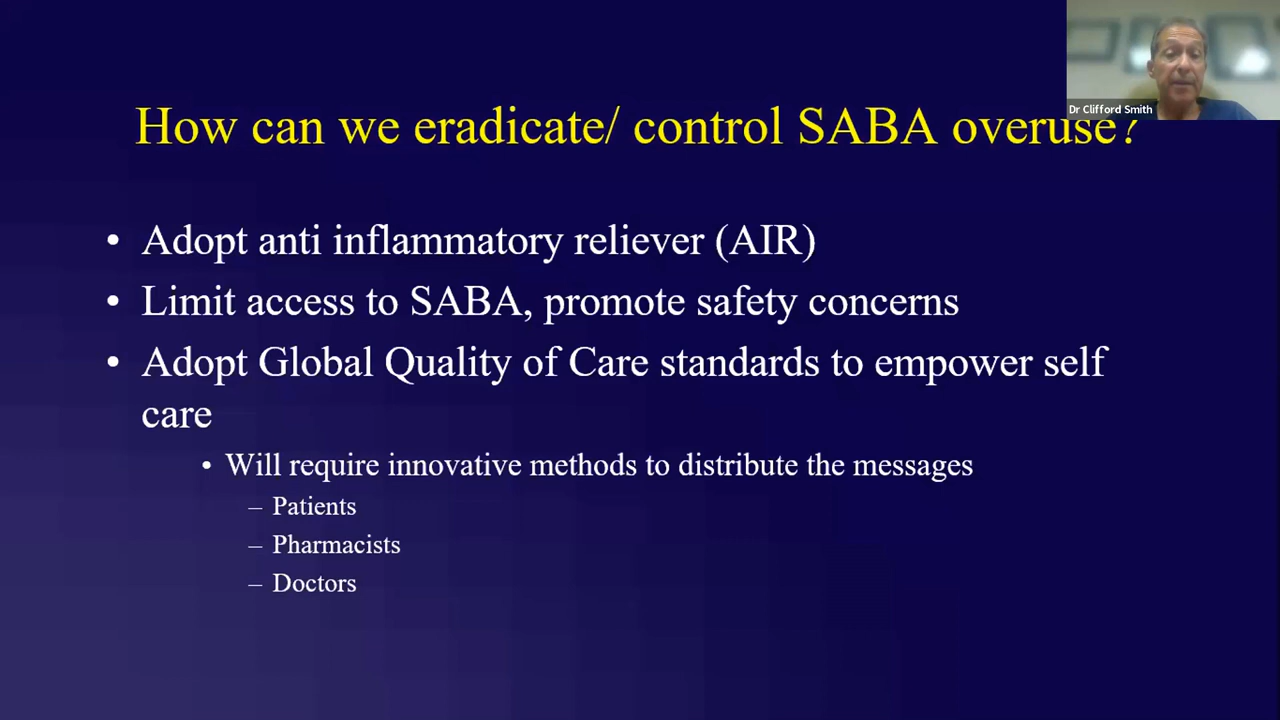 Dr Clifford Smith
How can we eradicate/ control SABA overuse?
• Adopt anti inflammatory reliever (AIR)
• Limit access to SABA, promote safety concerns
• Adopt Global Quality of Care standards to empower self
care
• Will require innovative methods to distribute the messages
– Patients
– Pharmacists
– Doctors